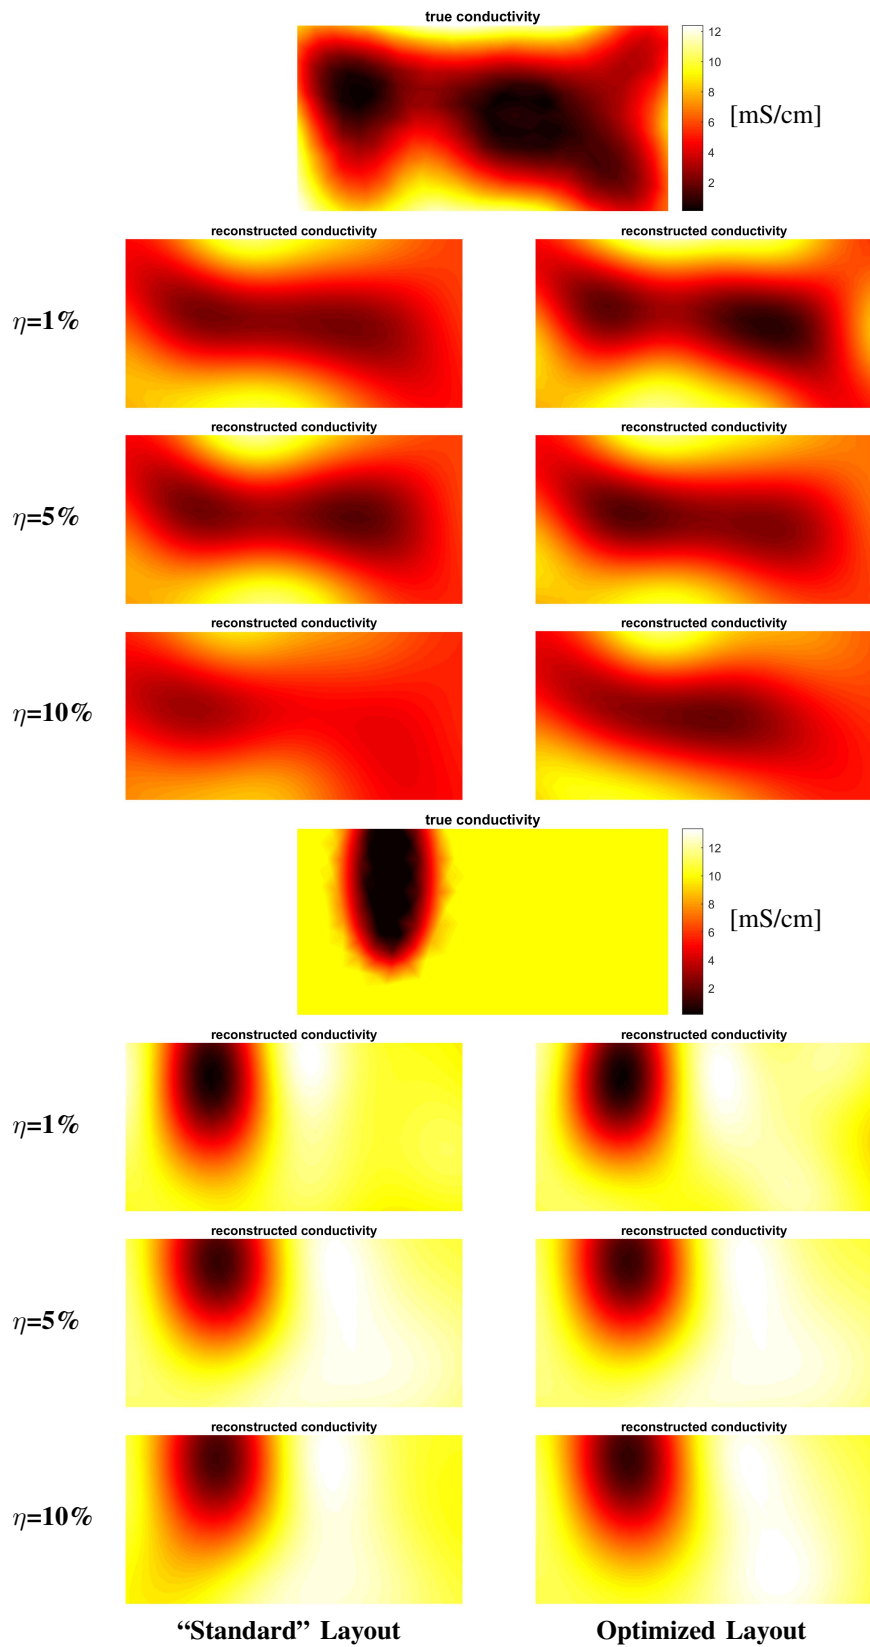 true conductivity
12
10
8
6
4
2
[mS/cm]
reconstructed conductivity reconstructed conductivity
η=1%
reconstructed conductivity reconstructed conductivity
η=5%
reconstructed conductivity reconstructed conductivity
η=10%
true conductivity
12
10
8
6
4
2
[mS/cm]
reconstructed conductivity reconstructed conductivity
η=1%
reconstructed conductivity reconstructed conductivity
η=5%
reconstructed conductivity reconstructed conductivity
η=10%
“Standard” Layout Optimized Layout